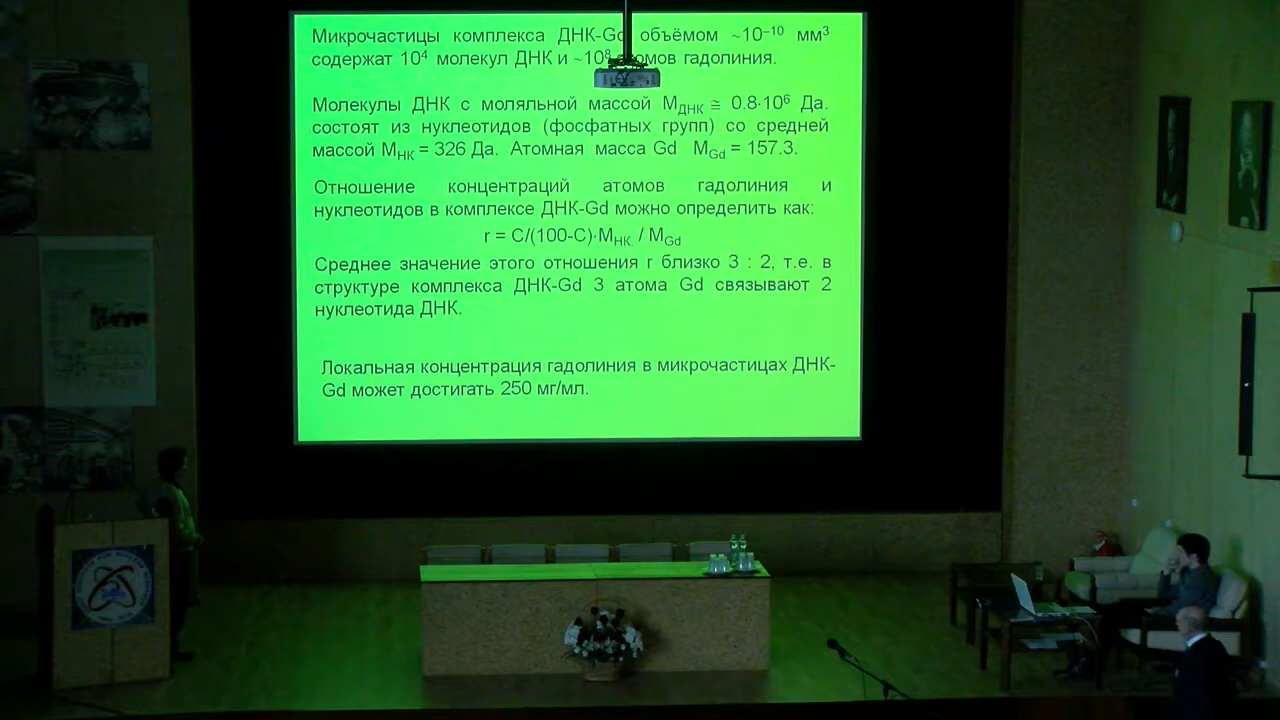 Микрочастицы комплекса ДНК-Gd объёмом ~10⁻¹⁰ мм³
содержат 10⁴ молекул ДНК и ~10⁸ атомов гадолиния.
Молекулы ДНК с моляльной массой M_ДНК ≅ 0.8·10⁶ Да.
состоят из нуклеотидов (фосфатных групп) со средней
массой M_НК = 326 Да. Атомная масса Gd M_Gd = 157.3.
Отношение концентраций атомов гадолиния и
нуклеотидов в комплексе ДНК-Gd можно определить как:
r = C/(100-C)·M_НК. / M_Gd
Среднее значение этого отношения r близко 3 : 2, т.е. в
структуре комплекса ДНК-Gd 3 атома Gd связывают 2
нуклеотида ДНК.
Локальная концентрация гадолиния в микрочастицах ДНК-
Gd может достигать 250 мг/мл.